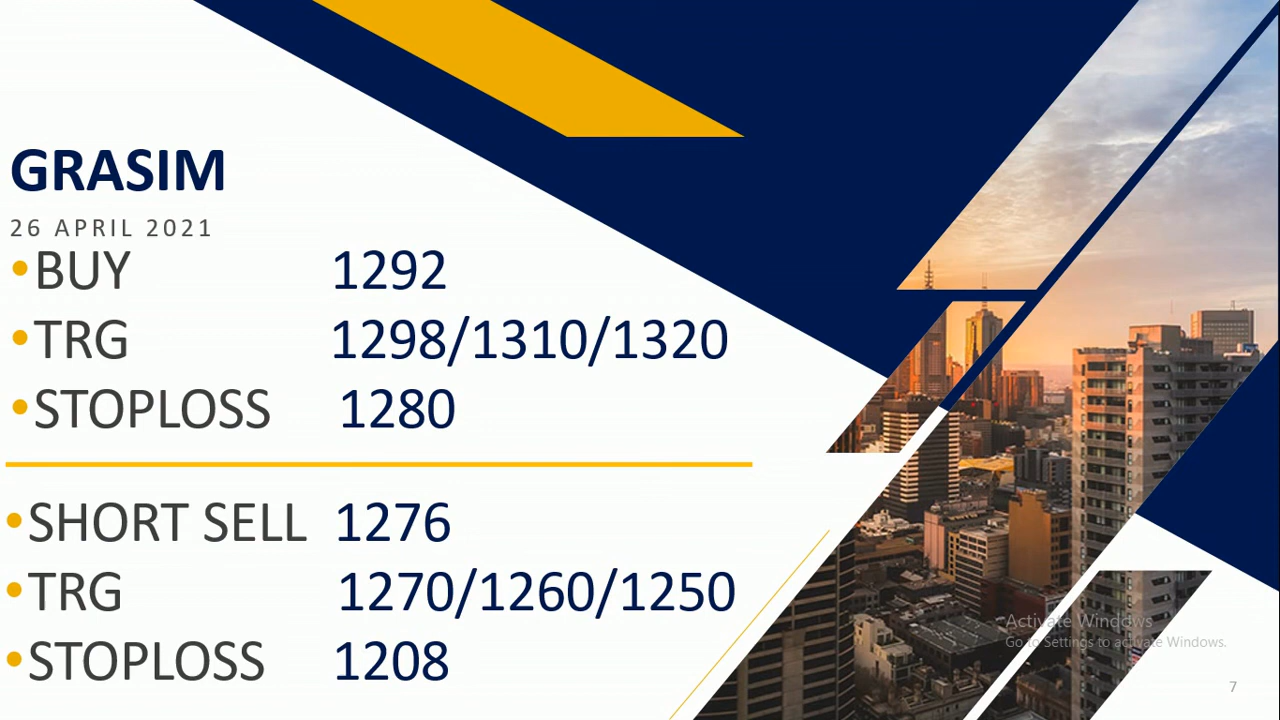 GRASIM
26 APRIL 2021
•BUY 1292
•TRG 1298/1310/1320
•STOPLOSS 1280
•SHORT SELL 1276
•TRG 1270/1260/1250
•STOPLOSS 1208
Activate Windows
Go to Settings to activate Windows.
7